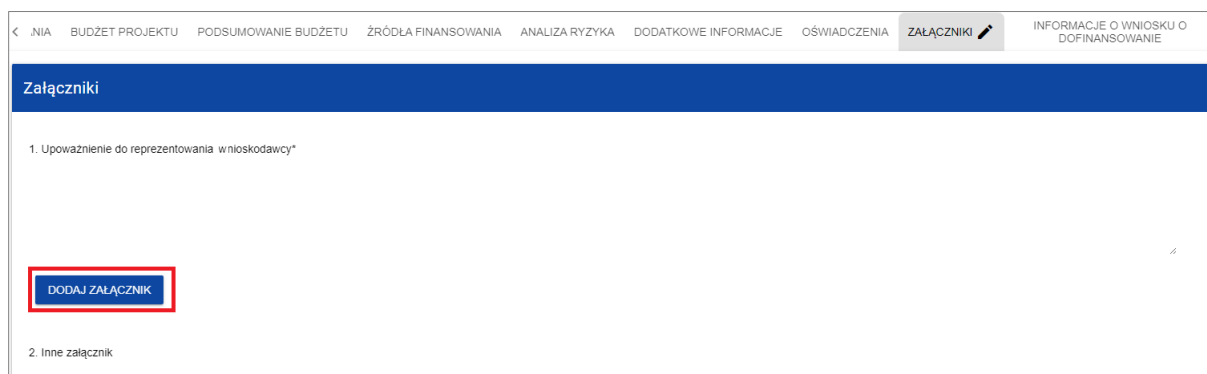 .NIA BUDŻET PROJEKTU PODSUMOWANIE BUDŻETU ŹRÓDŁA FINANSOWANIA ANALIZA RYZYKA DODATKOWE INFORMACJE OŚWIADCZENIA ZAŁĄCZNIKI INFORMACJE O WNIOSKU O
DOFINANSOWANIE
Załączniki
1. Upoważnienie do reprezentowania wnioskodawcy*
DODAJ ZAŁĄCZNIK
2. Inne załącznik